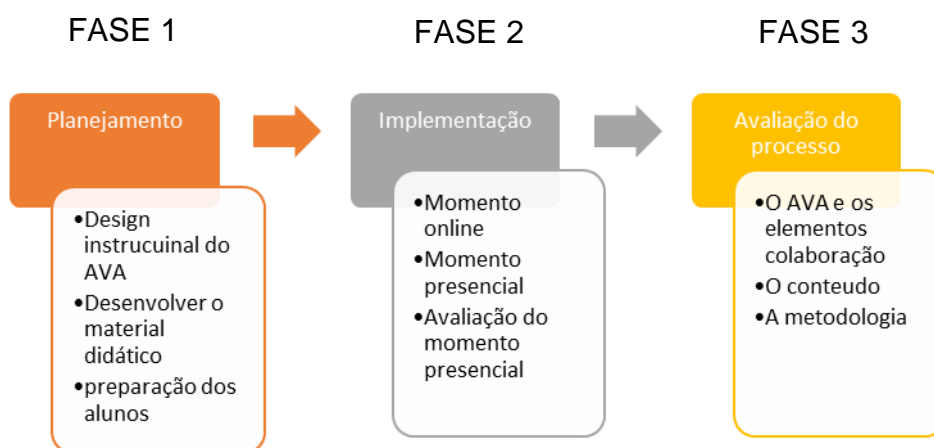 FASE 1
FASE 2
FASE 3
Planejamento
•Design
instrucuinal do
AVA
•Desenvolver o
material
didático
•preparação dos
alunos
Implementação
•Momento
online
•Momento
presencial
•Avaliação do
momento
presencial
Avaliação do
processo
•O AVA e os
elementos
colaboração
•O conteudo
•A metodologia